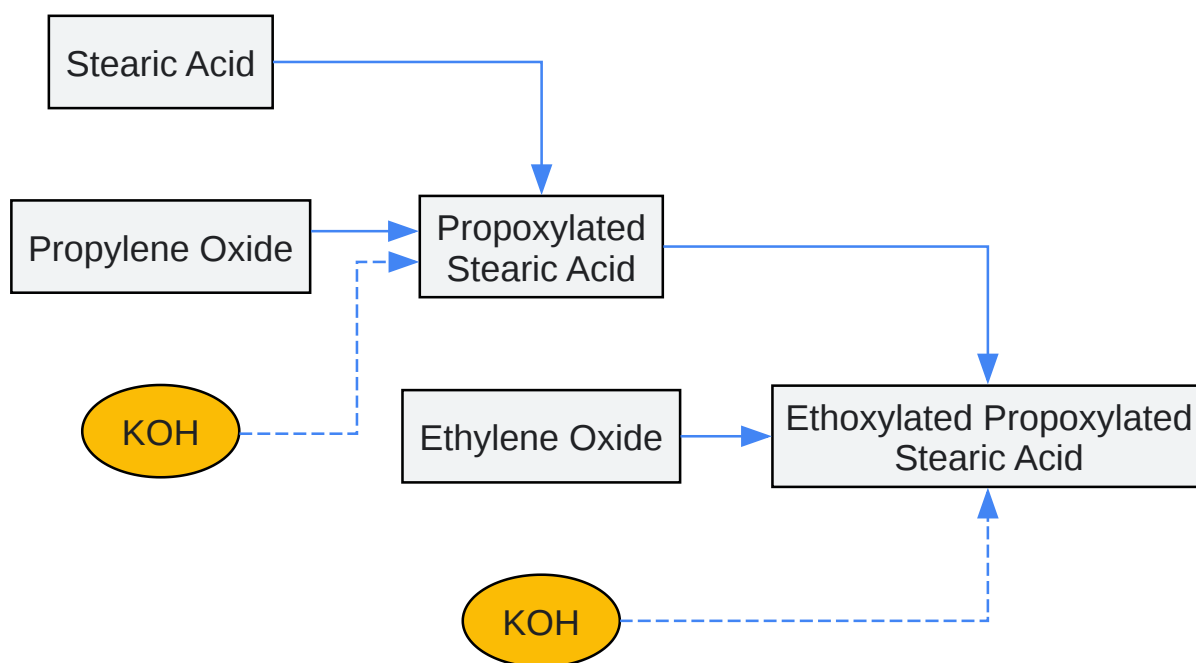 Stearic Acid
Propylene Oxide
Propoxylated
Stearic Acid
KOH
Ethylene Oxide
Ethoxylated Propoxylated
Stearic Acid
KOH